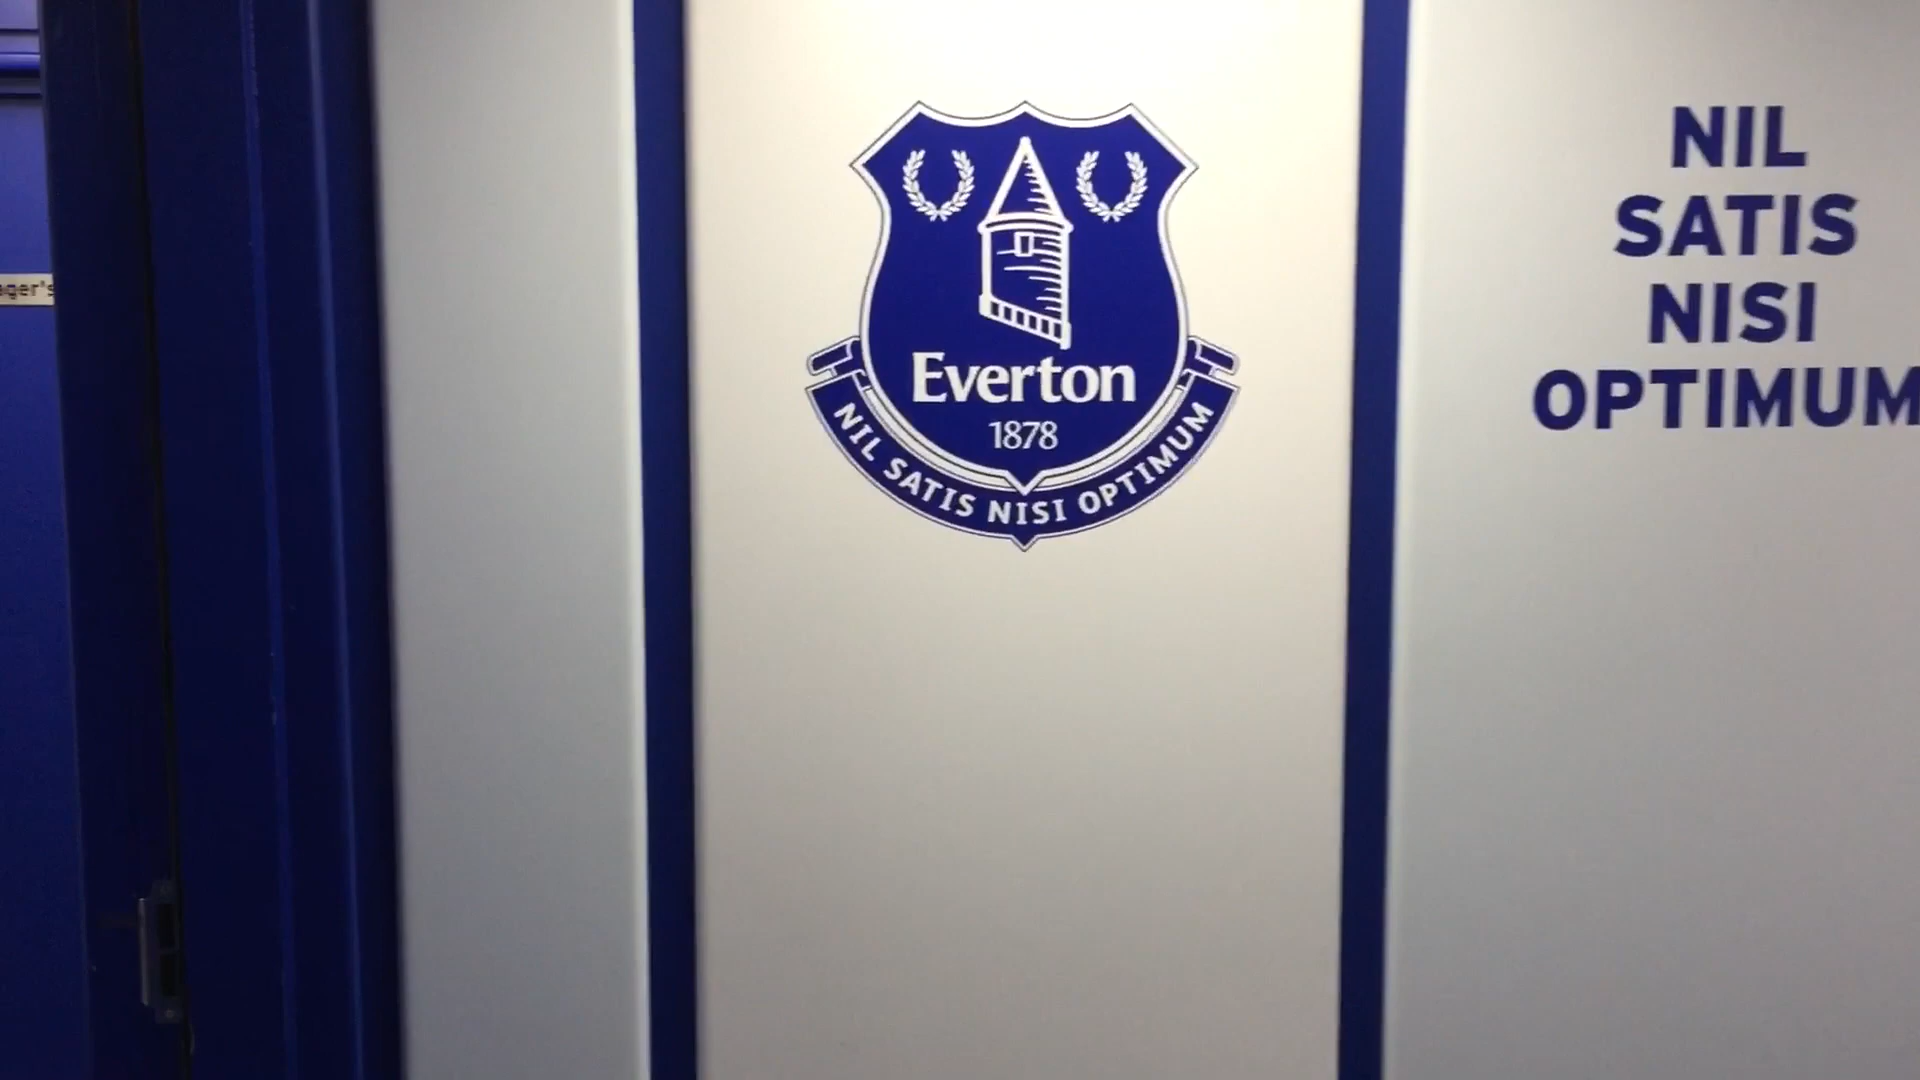 Everton
1878
NIL SATIS NISI OPTIMUM
NIL
SATIS
NISI
OPTIMUM